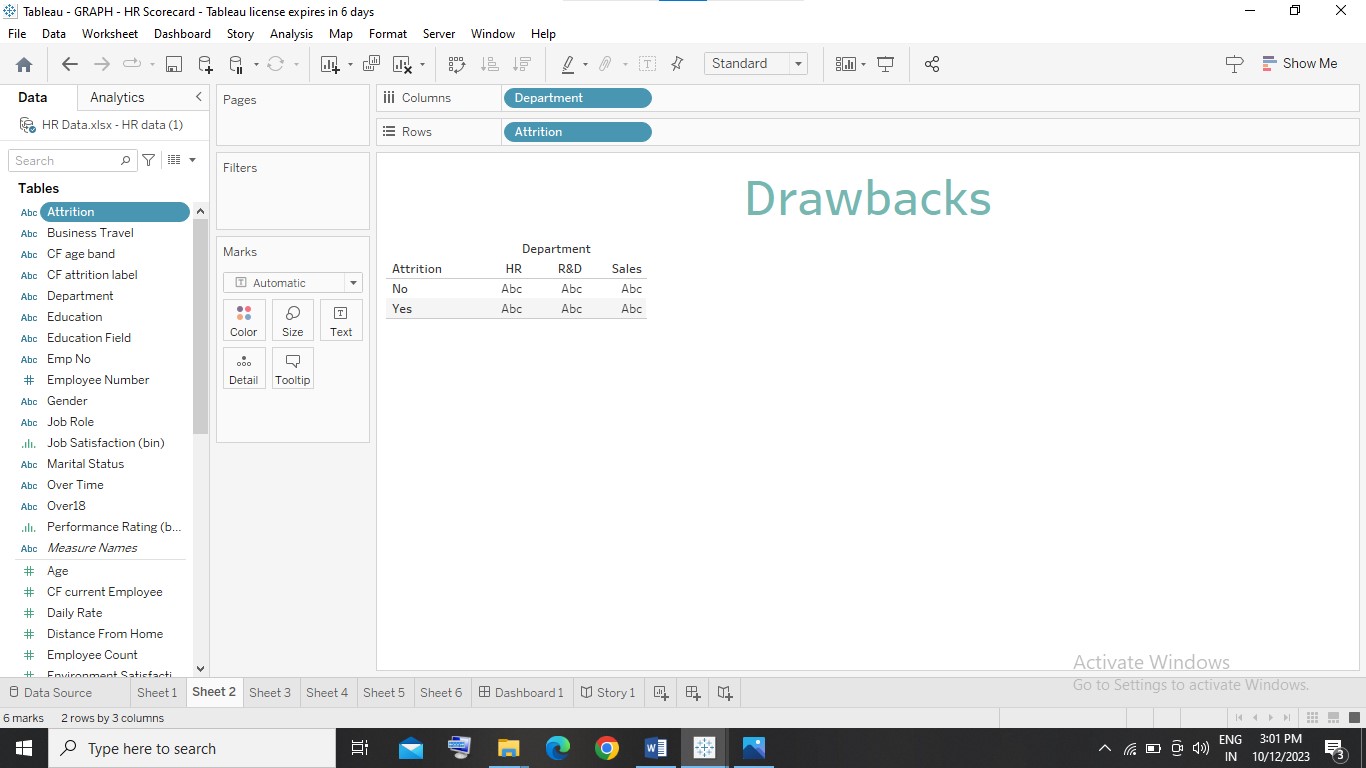 Tableau - GRAPH - HR Scorecard - Tableau license expires in 6 days
File Data Worksheet Dashboard Story Analysis Map Format Server Window Help
Standard
Show Me
Data Analytics
HR Data.xlsx - HR data (1)
Search
Tables
Abc Attrition
Abc Business Travel
Abc CF age band
Abc CF attrition label
Abc Department
Abc Education
Abc Education Field
Abc Emp No
# Employee Number
Abc Gender
Abc Job Role
Job Satisfaction (bin)
Abc Marital Status
Abc Over Time
Abc Over18
Performance Rating (b...
Abc Measure Names
# Age
# CF current Employee
# Daily Rate
# Distance From Home
# Employee Count
# Environment Satisfacti
Pages
Filters
Marks
T Automatic
Color Size T Text
Detail Tooltip
Columns Department
Rows Attrition
Drawbacks
Department
Attrition HR R&D Sales
No Abc Abc Abc
Yes Abc Abc Abc
Activate Windows
Go to Settings to activate Windows.
Data Source Sheet 1 Sheet 2 Sheet 3 Sheet 4 Sheet 5 Sheet 6 Dashboard 1 Story 1
6 marks 2 rows by 3 columns
Type here to search
ENG
IN
3:01 PM
10/12/2023
3